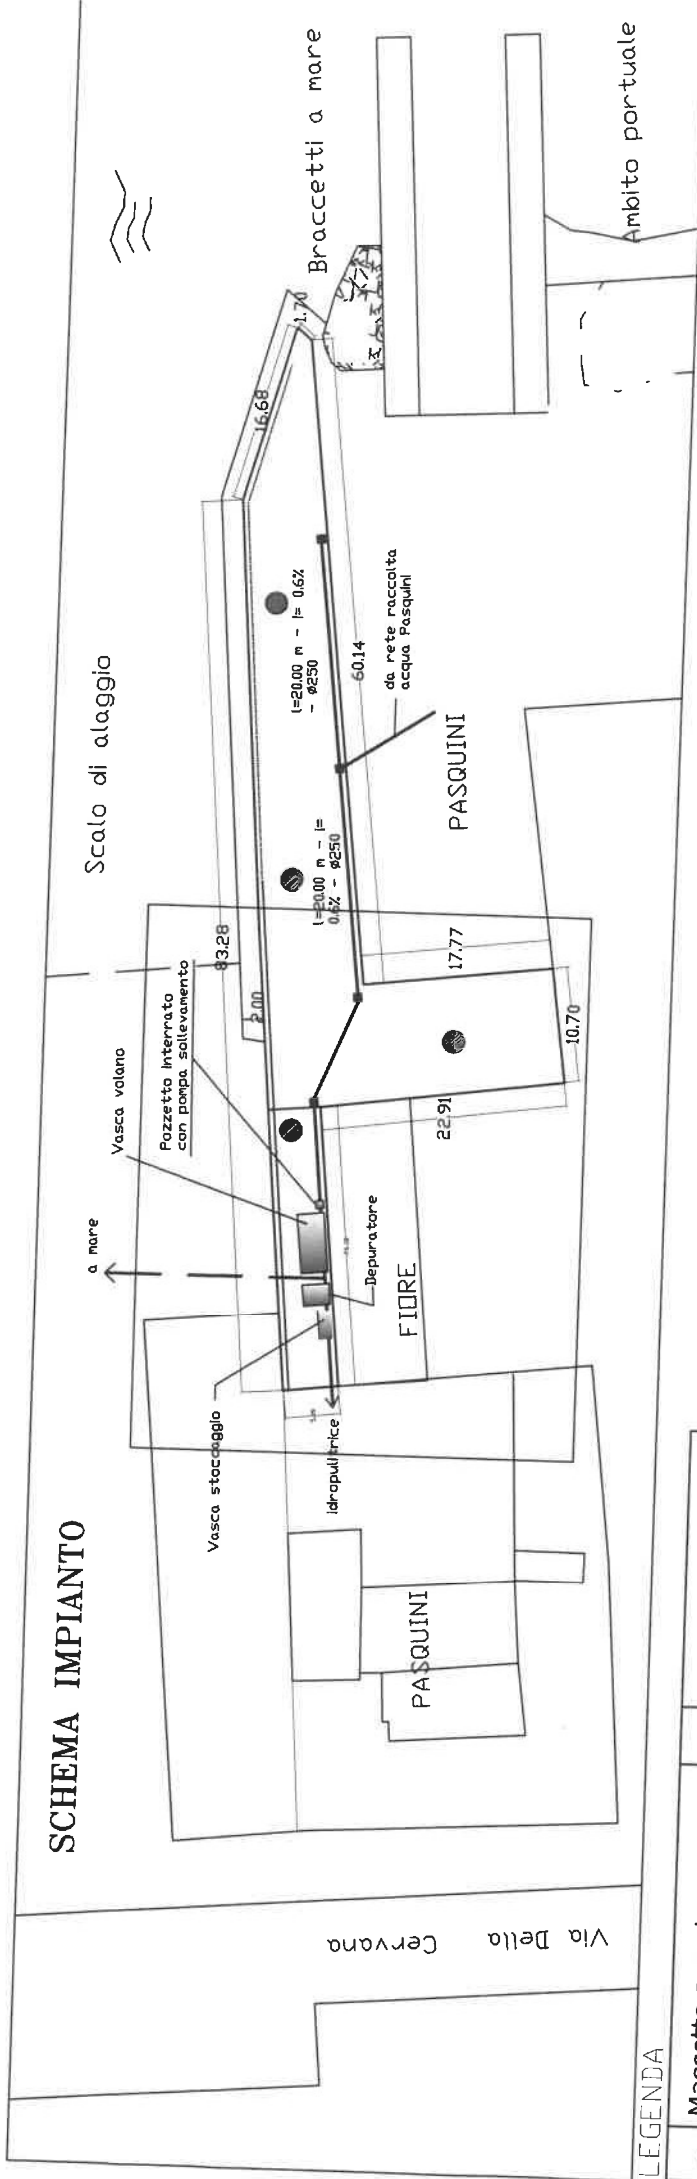 SCHEMA IMPIANTO
Scalo di alaggio
Braccetti a mare
Ambito portuale
a mare
Vasca volano
Pozzetto interrato
con pompa sollevamento
83.28
2.00
16.68
1.70
l=20.00 m - i= 0.6%
- ø250
l=20.00 m - i=
0.6% - ø250
60.14
da rete raccolta
acqua Pasquini
PASQUINI
17.77
10.70
22.91
Vasca stoccaggio
Idropulitrice
Depuratore
FIORE
PASQUINI
Via Della Cervana
LEGENDA